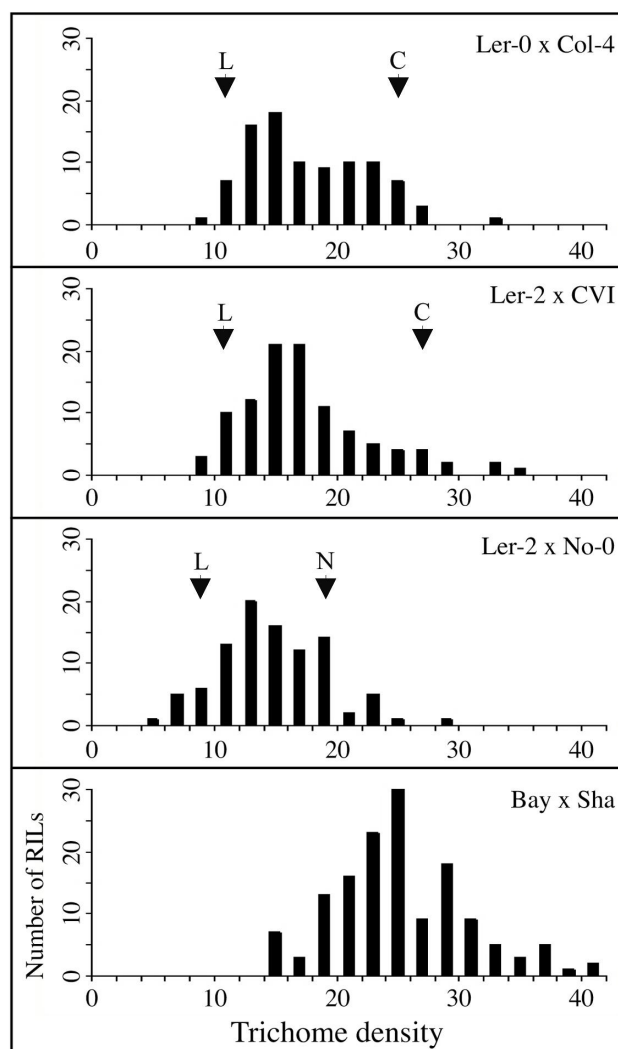 Ler-0 x Col-4
L C
0 10 20 30
0 10 20 30 40
Ler-2 x CVI
L C
0 10 20 30
0 10 20 30 40
Ler-2 x No-0
L N
0 10 20 30
0 10 20 30 40
Bay x Sha
Number of RILs
0 10 20 30
0 10 20 30 40
Trichome density